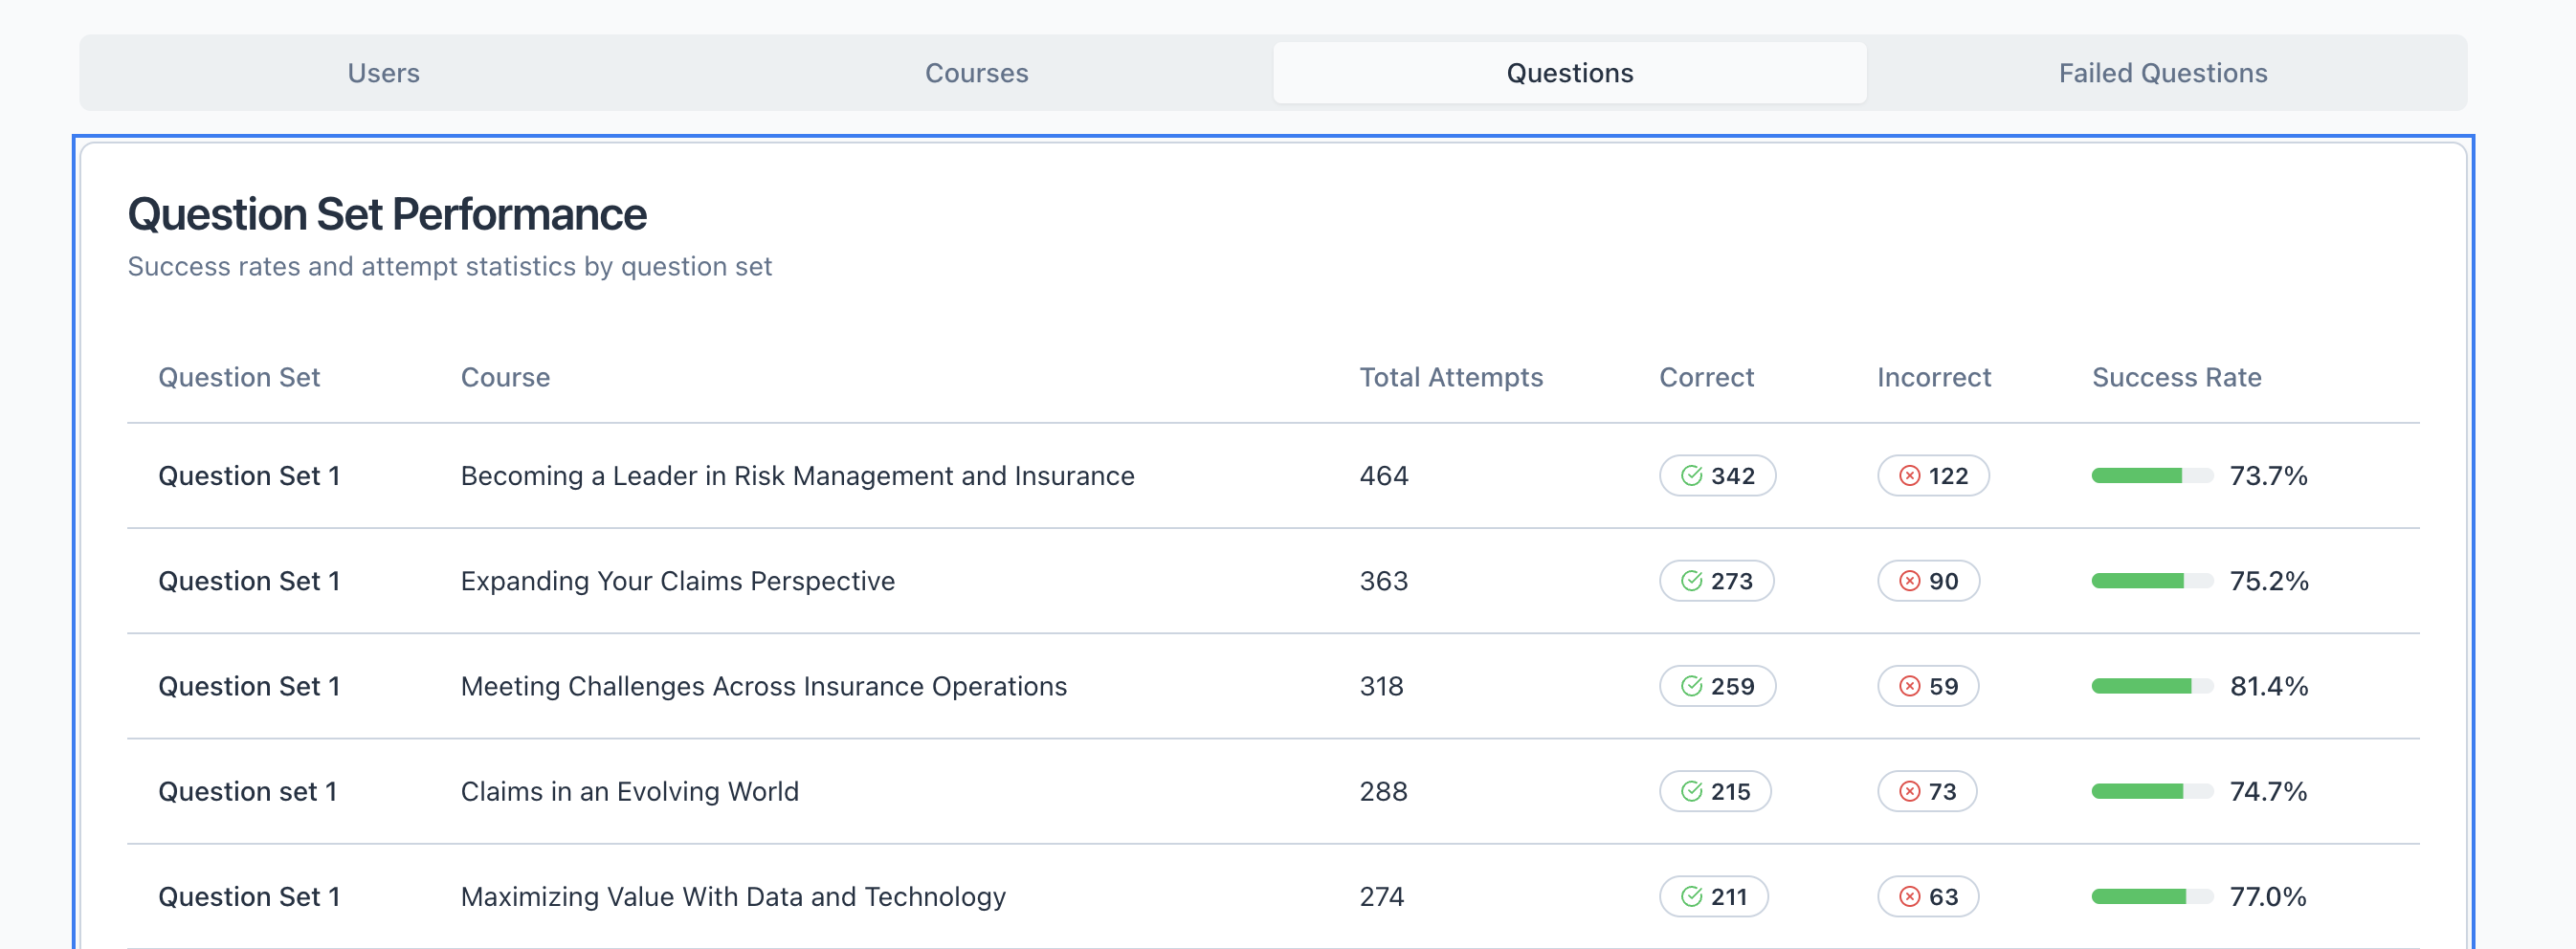 Users Courses Questions Failed Questions
Question Set Performance
Success rates and attempt statistics by question set
Question Set Course Total Attempts Correct Incorrect Success Rate
Question Set 1 Becoming a Leader in Risk Management and Insurance 464 342 122 73.7%
Question Set 1 Expanding Your Claims Perspective 363 273 90 75.2%
Question Set 1 Meeting Challenges Across Insurance Operations 318 259 59 81.4%
Question set 1 Claims in an Evolving World 288 215 73 74.7%
Question Set 1 Maximizing Value With Data and Technology 274 211 63 77.0%